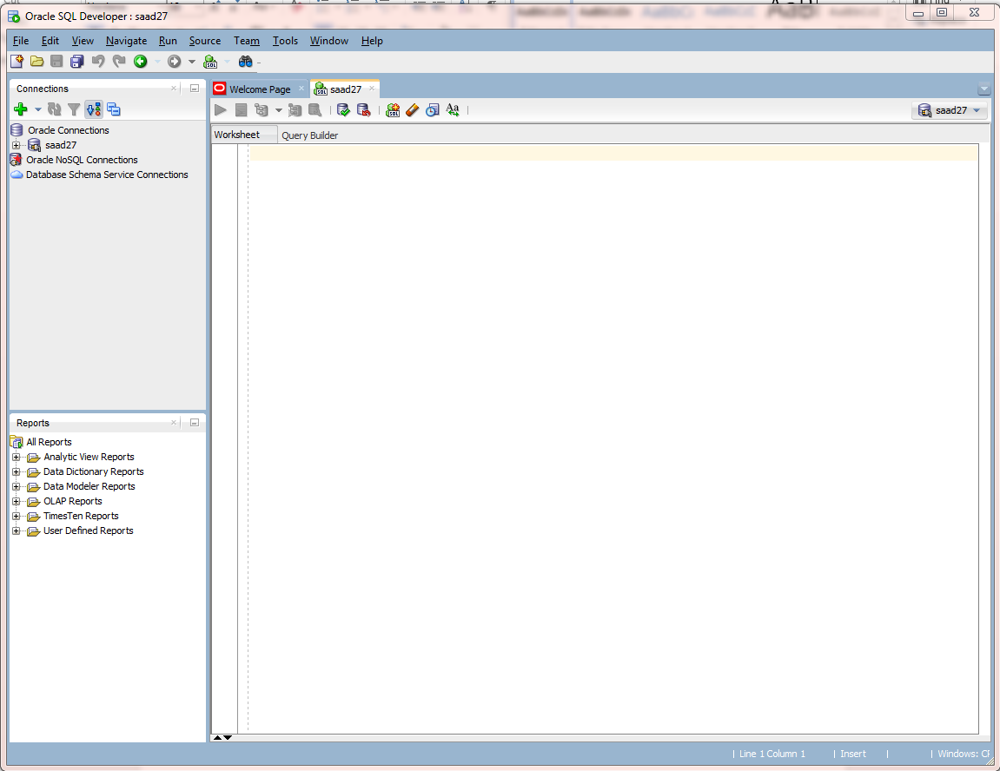 Oracle SQL Developer : saad27
File Edit View Navigate Run Source Team Tools Window Help
Connections
Oracle Connections
saad27
Oracle NoSQL Connections
Database Schema Service Connections
Reports
All Reports
Analytic View Reports
Data Dictionary Reports
Data Modeler Reports
OLAP Reports
TimesTen Reports
User Defined Reports
Welcome Page saad27
saad27
Worksheet Query Builder
Line 1 Column 1 Insert Windows: CF